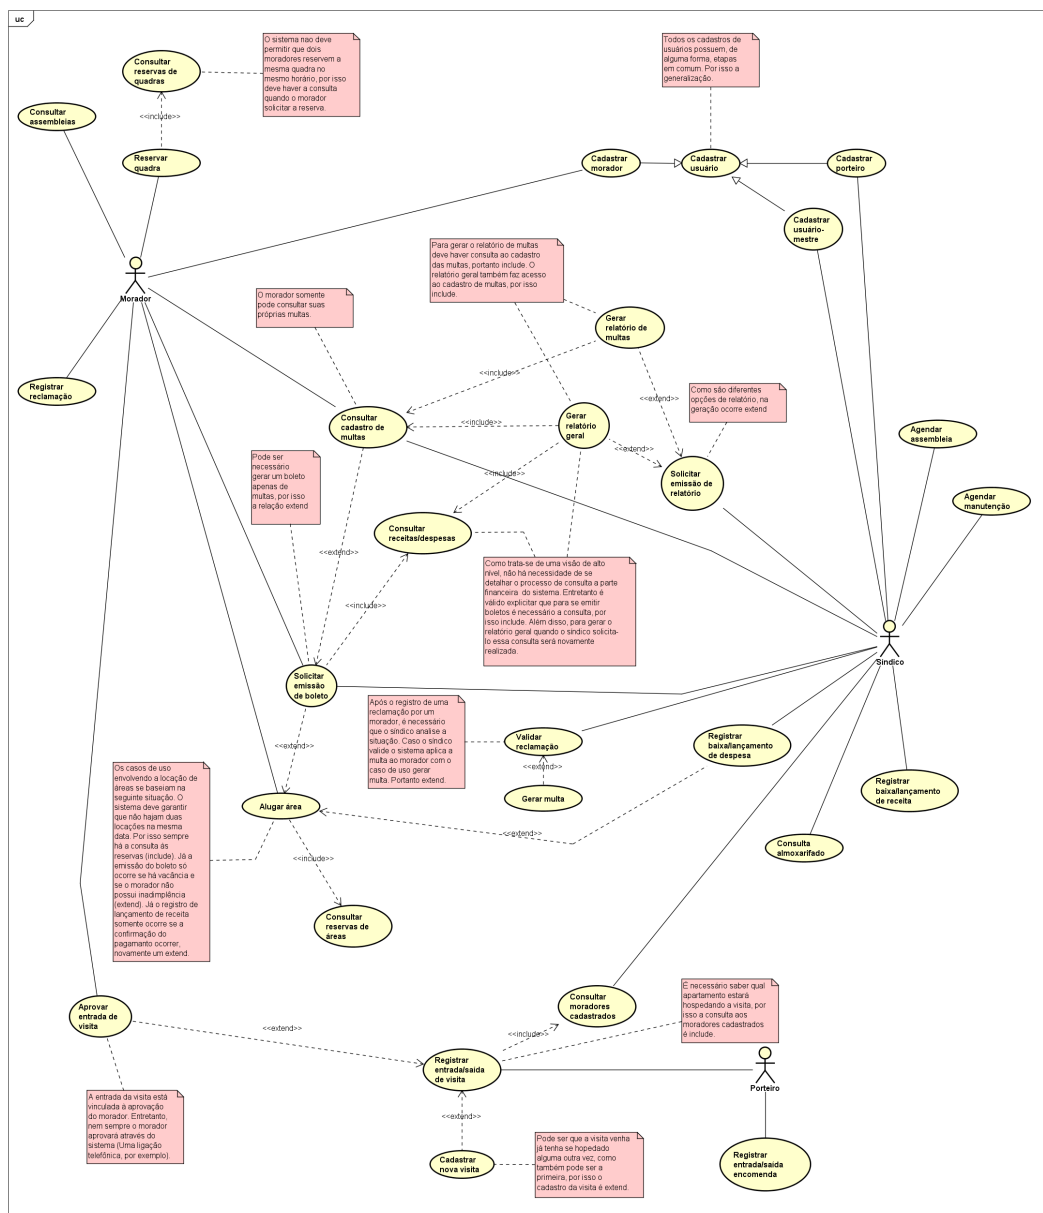 uc
Consultar
reservas de
quadras
O sistema nao deve
permitir que dois
moradores reservem a
mesma quadra no
mesmo horário, por isso
deve haver a consulta
quando o morador
solicitar a reserva.
Todos os cadastros de
usuários possuem, de
alguma forma, etapas
em comum. Por isso a
generalização.
Consultar
assembleias
<<include>>
Reservar
quadra
Cadastrar
morador
Cadastrar
usuário
Cadastrar
porteiro
Cadastrar
usuário-
mestre
Morador
Para gerar o relatório de multas
deve haver consulta ao cadastro
das multas, portanto include. O
relatório geral também faz acesso
ao cadastro de multas, por isso
include.
O morador somente
pode consultar suas
próprias multas.
Gerar
relatório de
multas
Registrar
reclamação
<<include>>
<<extend>>
Como são diferentes
opções de relatório, na
geração ocorre extend
Consultar
cadastro de
multas
<<include>>
Gerar
relatório
geral
<<extend>>
Agendar
assembleia
Pode ser
necessário
gerar um boleto
apenas de
multas, por isso
a relação extend
<<include>>
Solicitar
emissão de
relatório
Agendar
manutenção
Consultar
receitas/despesas
<<extend>>
Como trata-se de uma visão de alto
nível, não há necessidade de se
detalhar o processo de consulta a parte
financeira  do sistema. Entretanto é
válido explicitar que para se emitir
boletos é necessário a consulta, por
isso include. Além disso, para gerar o
relatório geral quando o síndico solicita-
lo essa consulta será novamente
realizada.
<<include>>
Síndico
Solicitar
emissão
de boleto
Após o registro de uma
reclamação por um
morador, é necessário
que o síndico analise a
situação. Caso o síndico
valide o sistema aplica a
multa ao morador com o
caso de uso gerar
multa. Portanto extend.
Validar
reclamação
<<extend>>
Gerar multa
Registrar
baixa/lançamento
de despesa
Registrar
baixa/lançamento
de receita
<<extend>>
Os casos de uso
envolvendo a locação de
áreas se baseiam na
seguinte situação. O
sistema deve garantir
que não hajam duas
locações na mesma
data. Por isso sempre
há a consulta às
reservas (include). Já a
emissão do boleto só
ocorre se há vacância e
se o morador não
possui inadimplência
(extend). Já o registro de
lançamento de receita
somente ocorre se a
confirmação do
pagamanto ocorrer,
novamente um extend.
Alugar área
<<extend>>
Consulta
almoxarifado
<<include>>
Consultar
reservas de
áreas
Aprovar
entrada de
visita
<<extend>>
Consultar
moradores
cadastrados
É necessário saber qual
apartamento estará
hospedando a visita, por
isso a consulta aos
moradores cadastrados
é include.
<<include>>
Registrar
entrada/saída
de visita
Porteiro
A entrada da visita está
vinculada à aprovação
do morador. Entretanto,
nem sempre o morador
aprovará através do
sistema (Uma ligação
telefônica, por exemplo).
<<extend>>
Cadastrar
nova visita
Pode ser que a visita venha
já tenha se hopedado
alguma outra vez, como
também pode ser a
primeira, por isso o
cadastro da visita é extend.
Registrar
entrada/saída
encomenda